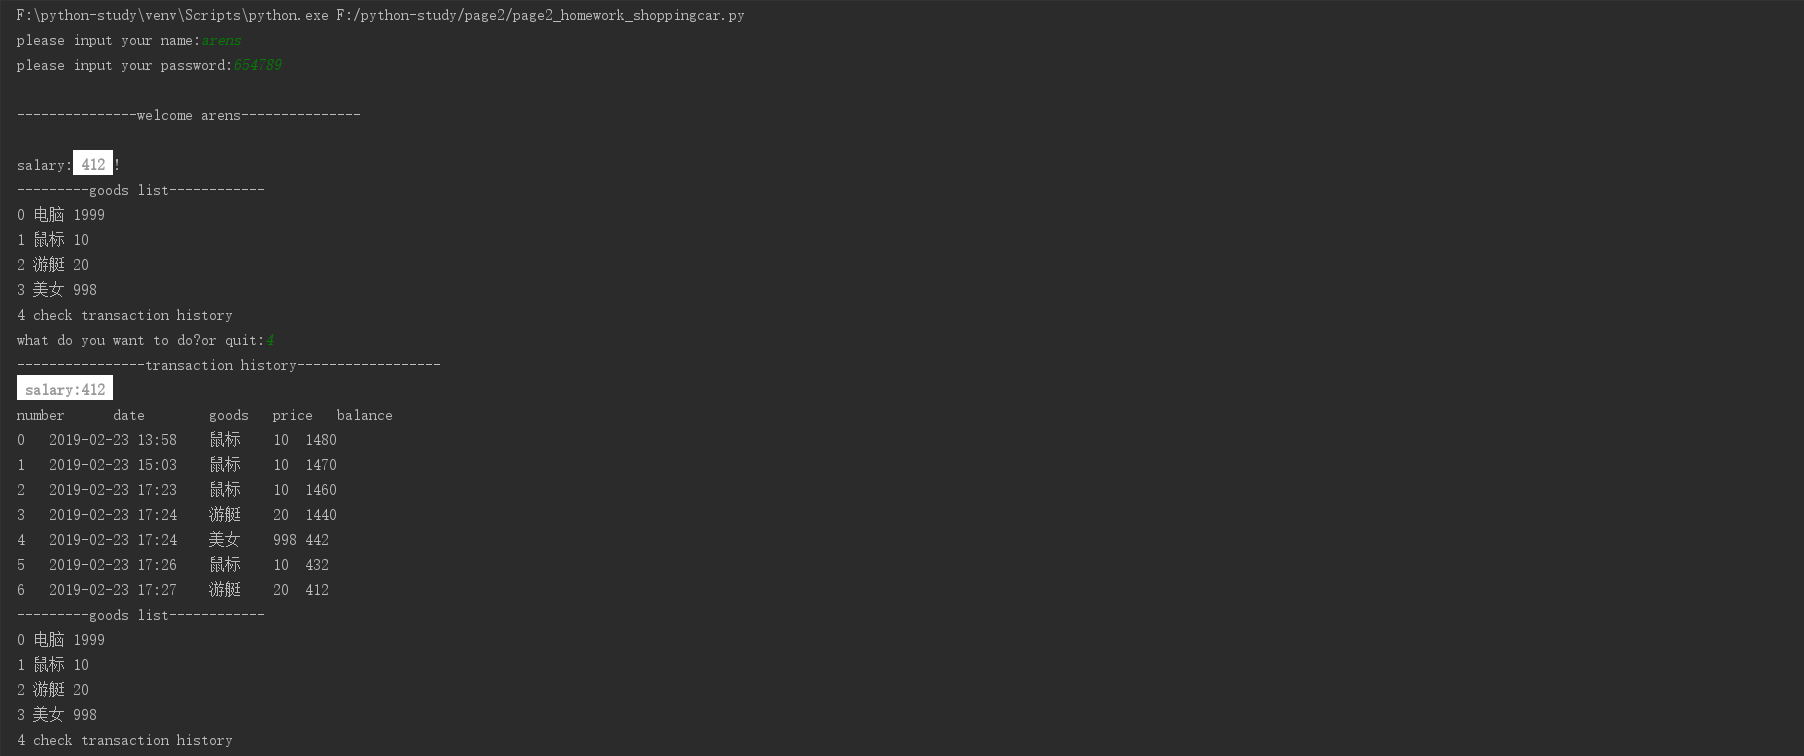 F:\python-study\venv\Scripts\python.exe F:/python-study/page2/page2_homework_shoppingcar.py
please input your name:arens
please input your password:654789
---------------welcome arens---------------
salary: 412 !
---------goods list------------
0 电脑 1999
1 鼠标 10
2 游艇 20
3 美女 998
4 check transaction history
what do you want to do?or quit:4
----------------transaction history------------------
salary:412
number      date        goods   price   balance
0   2019-02-23 13:58    鼠标    10  1480
1   2019-02-23 15:03    鼠标    10  1470
2   2019-02-23 17:23    鼠标    10  1460
3   2019-02-23 17:24    游艇    20  1440
4   2019-02-23 17:24    美女    998 442
5   2019-02-23 17:26    鼠标    10  432
6   2019-02-23 17:27    游艇    20  412
---------goods list------------
0 电脑 1999
1 鼠标 10
2 游艇 20
3 美女 998
4 check transaction history